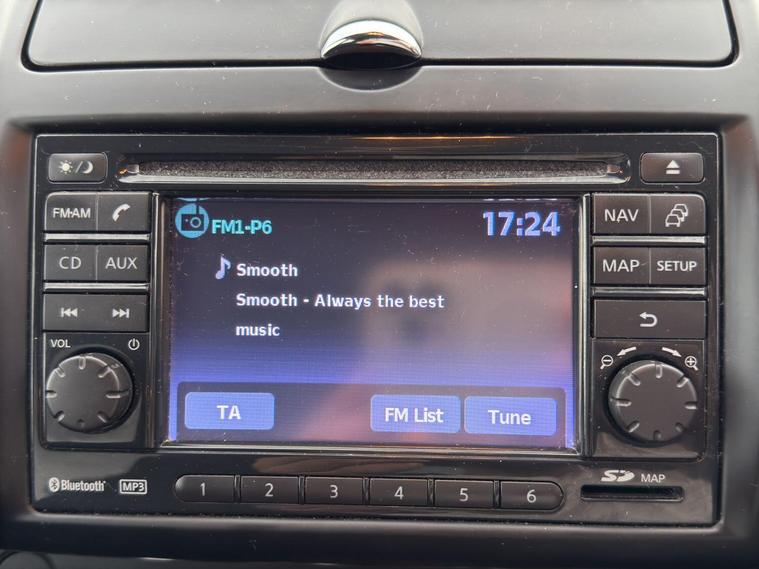 FM1-P6
17:24
FM·AM
NAV
Smooth
CD AUX
Smooth - Always the best
MAP SETUP
music
VOL
TA
FM List
Tune
Bluetooth
MP3
1 2 3 4 5 6
SD MAP